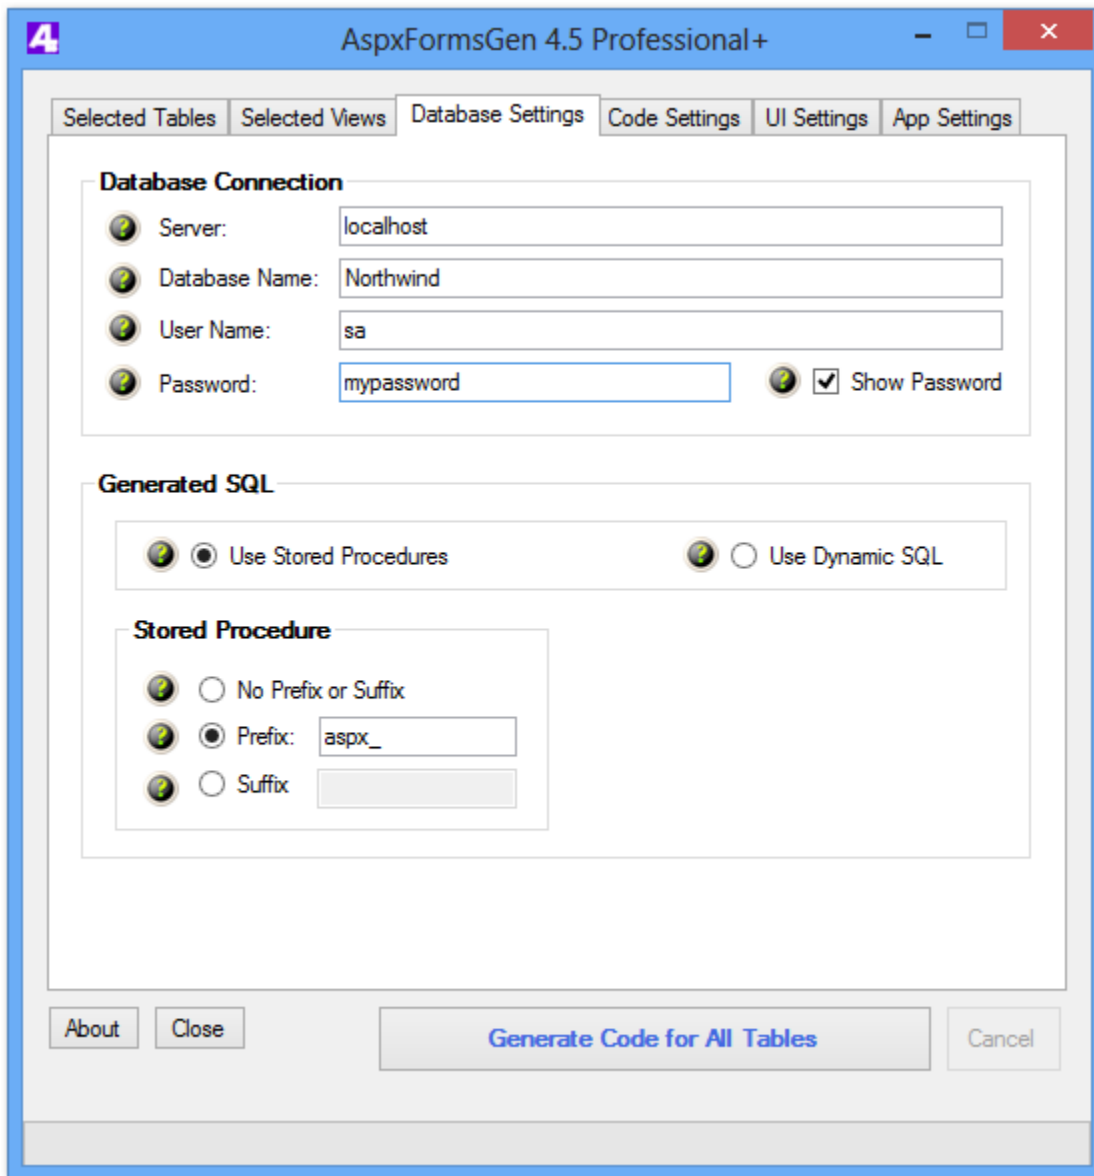 AspxFormsGen 4.5 Professional+
Selected Tables Selected Views Database Settings Code Settings UI Settings App Settings
Database Connection
Server: localhost
Database Name: Northwind
User Name: sa
Password: mypassword Show Password
Generated SQL
Use Stored Procedures Use Dynamic SQL
Stored Procedure
No Prefix or Suffix
Prefix: aspx_
Suffix
About Close Generate Code for All Tables Cancel